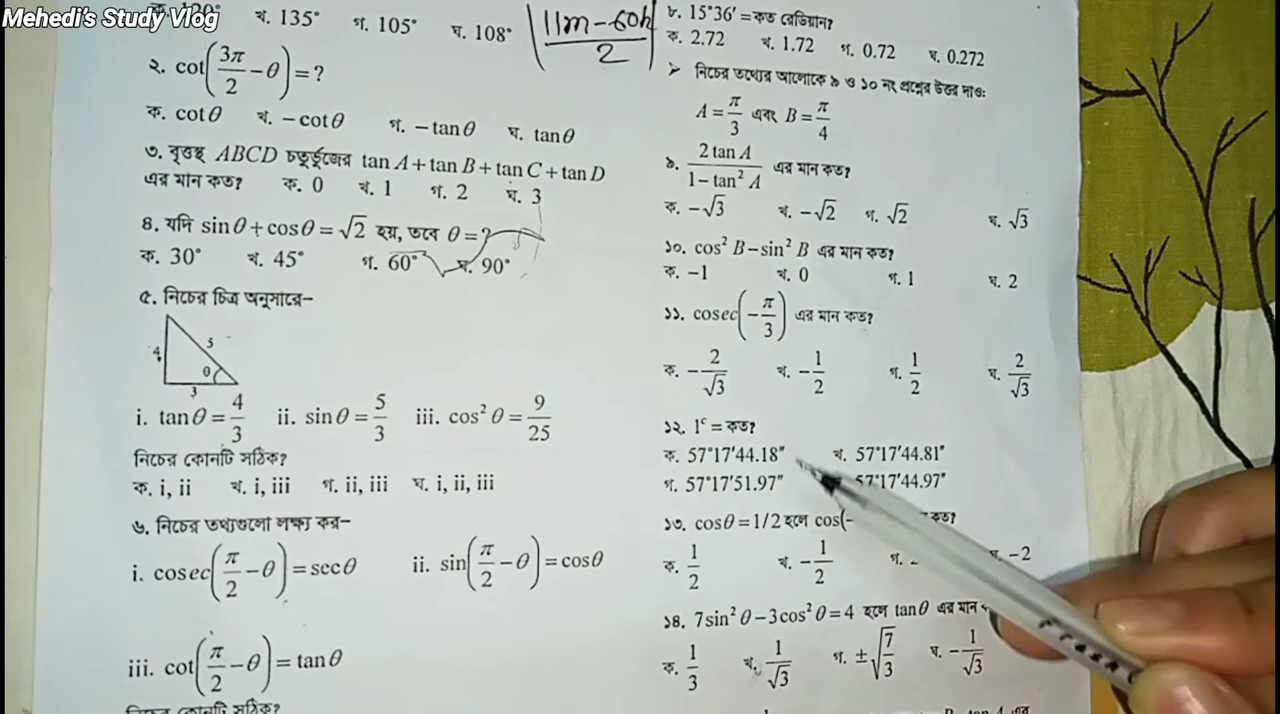 Mehedi's Study Vlog
খ. 135° গ. 105° ঘ. 108°
|11m-60h / 2|
২. cot(3π/2 − θ) = ?
ক. cotθ খ. −cotθ গ. −tanθ ঘ. tanθ
৩. বৃত্তস্থ ABCD চতুর্ভুজের tan A + tan B + tan C + tan D
এর মান কত? ক. 0 খ. 1 গ. 2 ঘ. 3
৪. যদি sinθ + cosθ = √2 হয়, তবে θ = ?
ক. 30° খ. 45° গ. 60° ঘ. 90°
৫. নিচের চিত্র অনুসারে−
4 5 θ 3
i. tanθ = 4/3 ii. sinθ = 5/3 iii. cos²θ = 9/25
নিচের কোনটি সঠিক?
ক. i, ii খ. i, iii গ. ii, iii ঘ. i, ii, iii
৬. নিচের তথ্যগুলো লক্ষ্য কর−
i. cosec(π/2 − θ) = secθ ii. sin(π/2 − θ) = cosθ
iii. cot(π/2 − θ) = tanθ
নিচের কোনটি সঠিক?
৮. 15°36′ = কত রেডিয়ান?
ক. 2.72 খ. 1.72 গ. 0.72 ঘ. 0.272
➢ নিচের তথ্যের আলোকে ৯ ও ১০ নং প্রশ্নের উত্তর দাও:
A = π/3 এবং B = π/4
৯. 2 tan A / 1 − tan² A এর মান কত?
ক. −√3 খ. −√2 গ. √2 ঘ. √3
১০. cos² B − sin² B এর মান কত?
ক. −1 খ. 0 গ. 1 ঘ. 2
১১. cosec(−π/3) এর মান কত?
ক. −2/√3 খ. −1/2 গ. 1/2 ঘ. 2/√3
১২. 1ᶜ = কত?
ক. 57°17′44.18″ খ. 57°17′44.81″
গ. 57°17′51.97″ 57°17′44.97″
১৩. cosθ = 1/2 হলে cos(− কত?
ক. 1/2 খ. −1/2 গ. ঘ. −2
১৪. 7sin²θ − 3cos²θ = 4 হলে tanθ এর মান
ক. 1/3 খ. 1/√3 গ. ±√7/3 ঘ. −1/√3